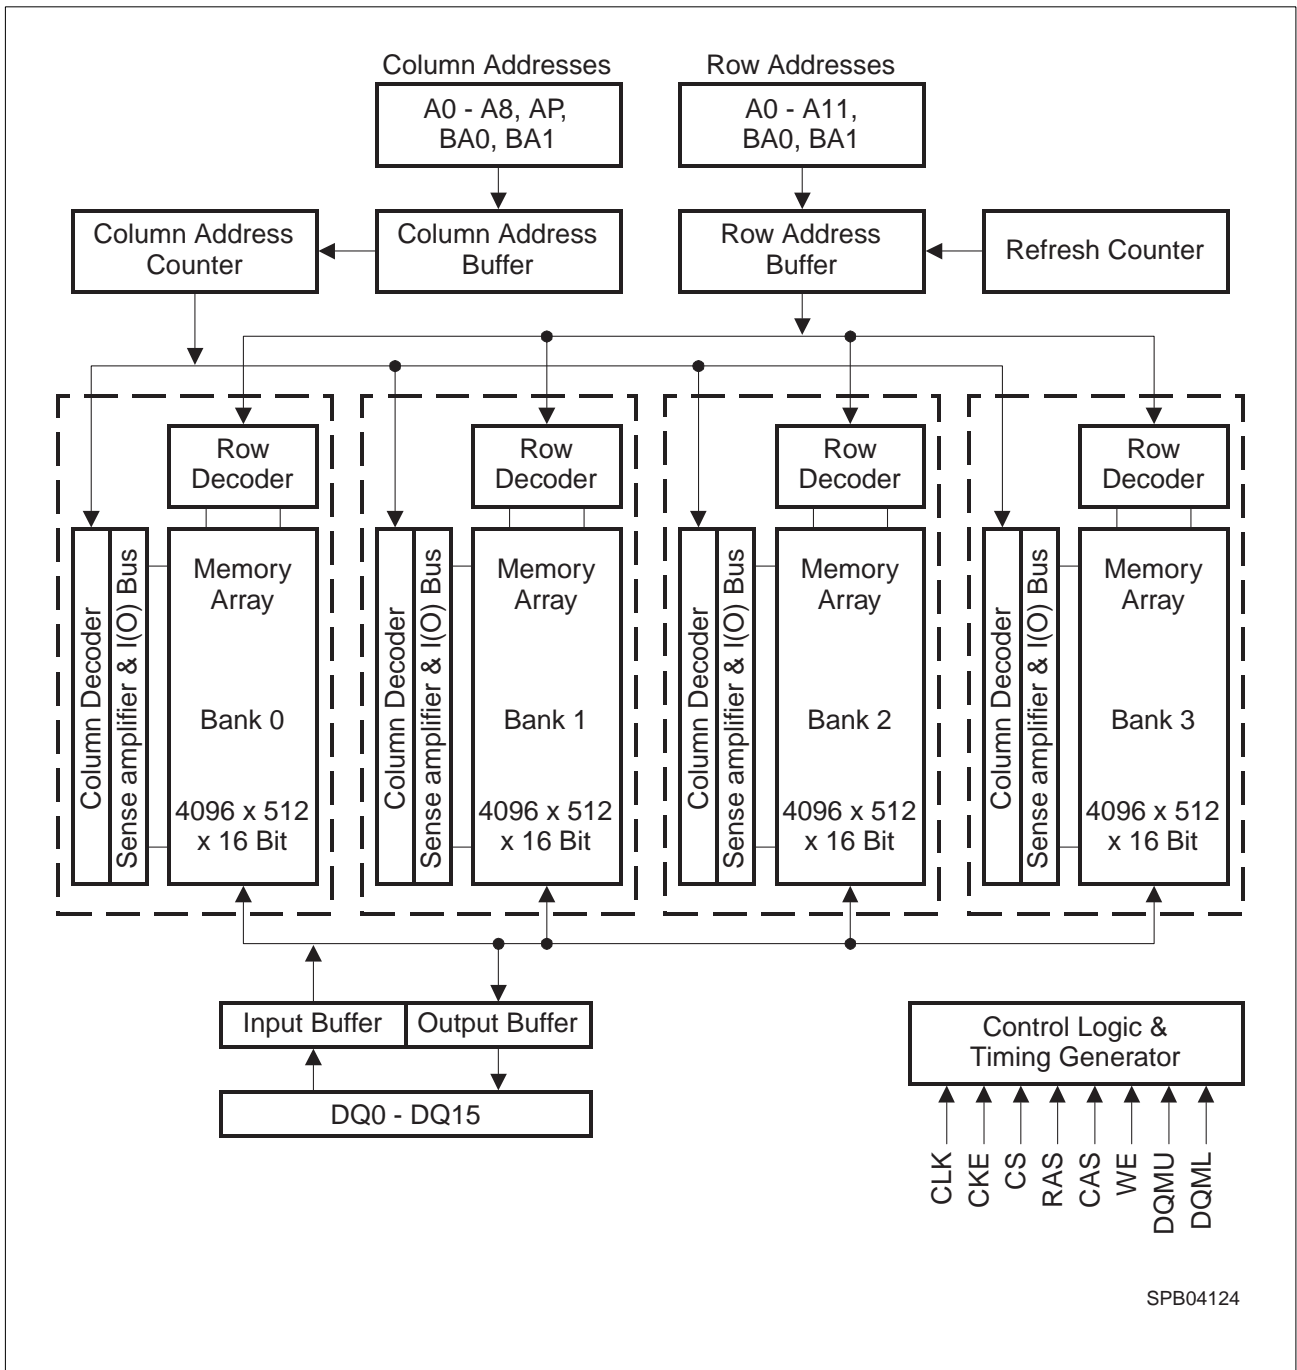 Column Addresses
Row Addresses
A0 - A8, AP,
BA0, BA1
A0 - A11,
BA0, BA1
Column Address
Counter
Column Address
Buffer
Row Address
Buffer
Refresh Counter
Row
Decoder
Row
Decoder
Row
Decoder
Row
Decoder
Column Decoder
Sense amplifier & I(O) Bus
Memory
Array
Bank 0
4096 x 512
x 16 Bit
Column Decoder
Sense amplifier & I(O) Bus
Memory
Array
Bank 1
4096 x 512
x 16 Bit
Column Decoder
Sense amplifier & I(O) Bus
Memory
Array
Bank 2
4096 x 512
x 16 Bit
Column Decoder
Sense amplifier & I(O) Bus
Memory
Array
Bank 3
4096 x 512
x 16 Bit
Input Buffer
Output Buffer
DQ0 - DQ15
Control Logic &
Timing Generator
CLK
CKE
CS
RAS
CAS
WE
DQMU
DQML
SPB04124